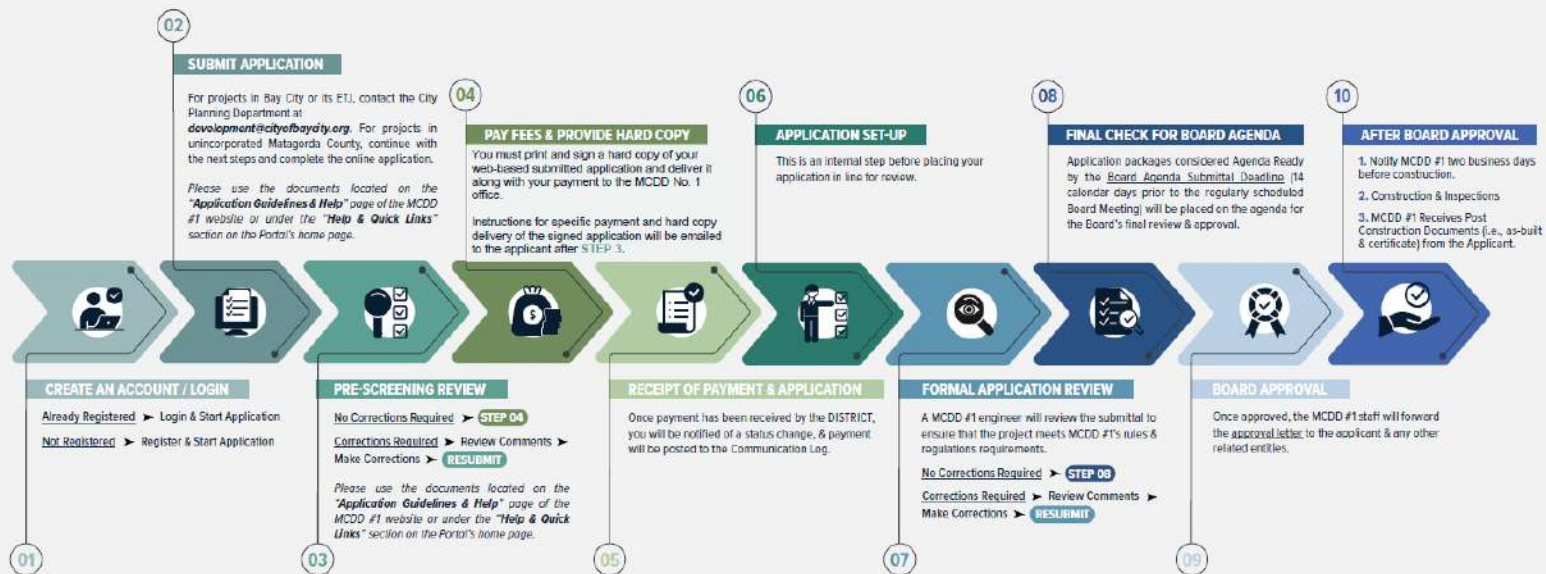 02
SUBMIT APPLICATION
For projects in Bay City or its ETJ, contact the City
Planning Department at
development@cityofbaycity.org. For projects in
unincorporated Matagorda County, continue with
the next steps and complete the online application.
Please use the documents located on the
"Application Guidelines & Help" page of the MCDD
#1 website or under the "Help & Quick Links"
section on the Portal's home page.
04
PAY FEES & PROVIDE HARD COPY
You must print and sign a hard copy of your
web-based submitted application and deliver it
along with your payment to the MCDD No. 1
office.
Instructions for specific payment and hard copy
delivery of the signed application will be emailed
to the applicant after STEP 3.
06
APPLICATION SET-UP
This is an internal step before placing your
application in line for review.
08
FINAL CHECK FOR BOARD AGENDA
Application packages considered Agenda Ready
by the Board Agenda Submittal Deadline (14
calendar days prior to the regularly scheduled
Board Meeting) will be placed on the agenda for
the Board's final review & approval.
10
AFTER BOARD APPROVAL
1. Notify MCDD #1 two business days
before construction.
2. Construction & Inspections
3. MCDD #1 Receives Post
Construction Documents (i.e., as-built
& certificate) from the Applicant.
$
CREATE AN ACCOUNT / LOGIN
Already Registered ➤ Login & Start Application
Not Registered ➤ Register & Start Application
01
PRE-SCREENING REVIEW
No Corrections Required ➤ STEP 04
Corrections Required ➤ Review Comments ➤
Make Corrections ➤ RESUBMIT
Please use the documents located on the
"Application Guidelines & Help" page of the
MCDD #1 website or under the "Help & Quick
Links" section on the Portal's home page.
03
RECEIPT OF PAYMENT & APPLICATION
Once payment has been received by the DISTRICT,
you will be notified of a status change, & payment
will be posted to the Communication Log.
05
FORMAL APPLICATION REVIEW
A MCDD #1 engineer will review the submittal to
ensure that the project meets MCDD #1's rules &
regulations requirements.
No Corrections Required ➤ STEP 08
Corrections Required ➤ Review Comments ➤
Make Corrections ➤ RESUBMIT
07
BOARD APPROVAL
Once approved, the MCDD #1 staff will forward
the approval letter to the applicant & any other
related entities.
09